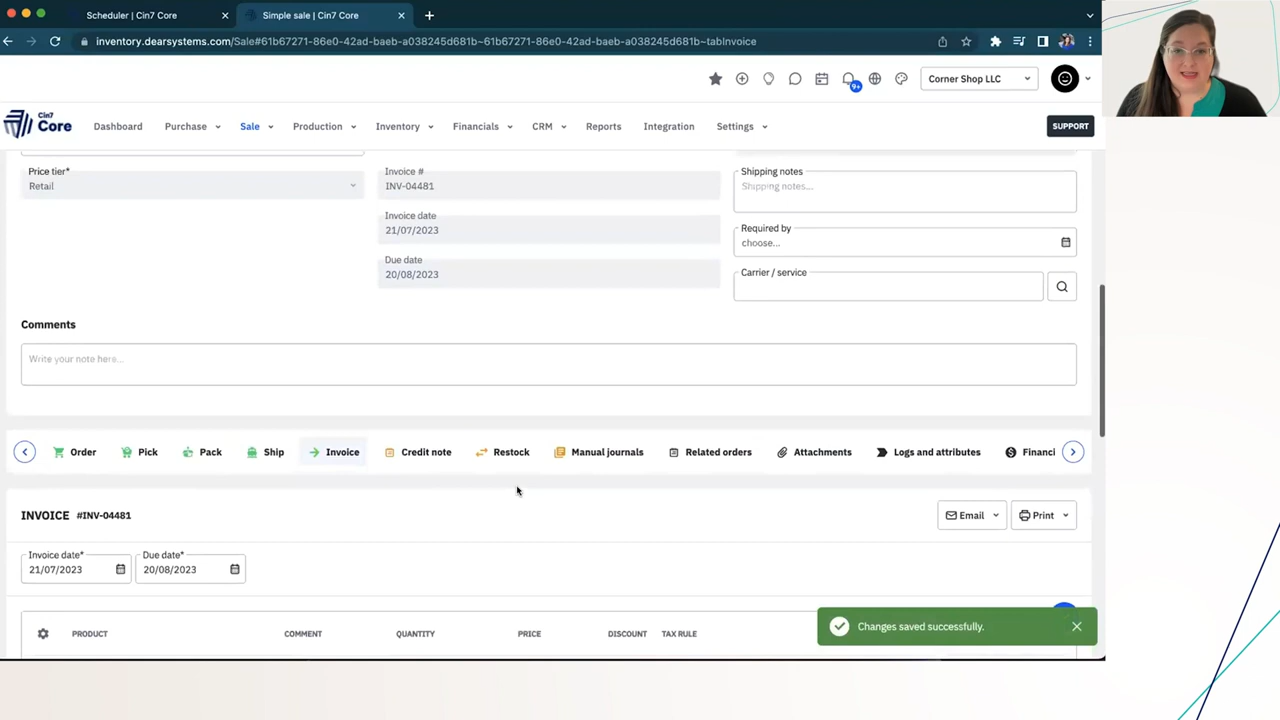 Scheduler | Cin7 Core
Simple sale | Cin7 Core
inventory.dearsystems.com/Sale#61b67271-86e0-42ad-baeb-a038245d681b~61b67271-86e0-42ad-baeb-a038245d681b~tabInvoice
9+
Corner Shop LLC
Cin7 Core
Dashboard Purchase Sale Production Inventory Financials CRM Reports Integration Settings
SUPPORT
Price tier*
Retail
Invoice #
INV-04481
Invoice date
21/07/2023
Due date
20/08/2023
Shipping notes
Shipping notes...
Required by
choose...
Carrier / service
Comments
Write your note here...
Order Pick Pack Ship Invoice Credit note Restock Manual journals Related orders Attachments Logs and attributes Financi
INVOICE #INV-04481
Email
Print
Invoice date* Due date*
21/07/2023 20/08/2023
PRODUCT COMMENT QUANTITY PRICE DISCOUNT TAX RULE
Changes saved successfully.